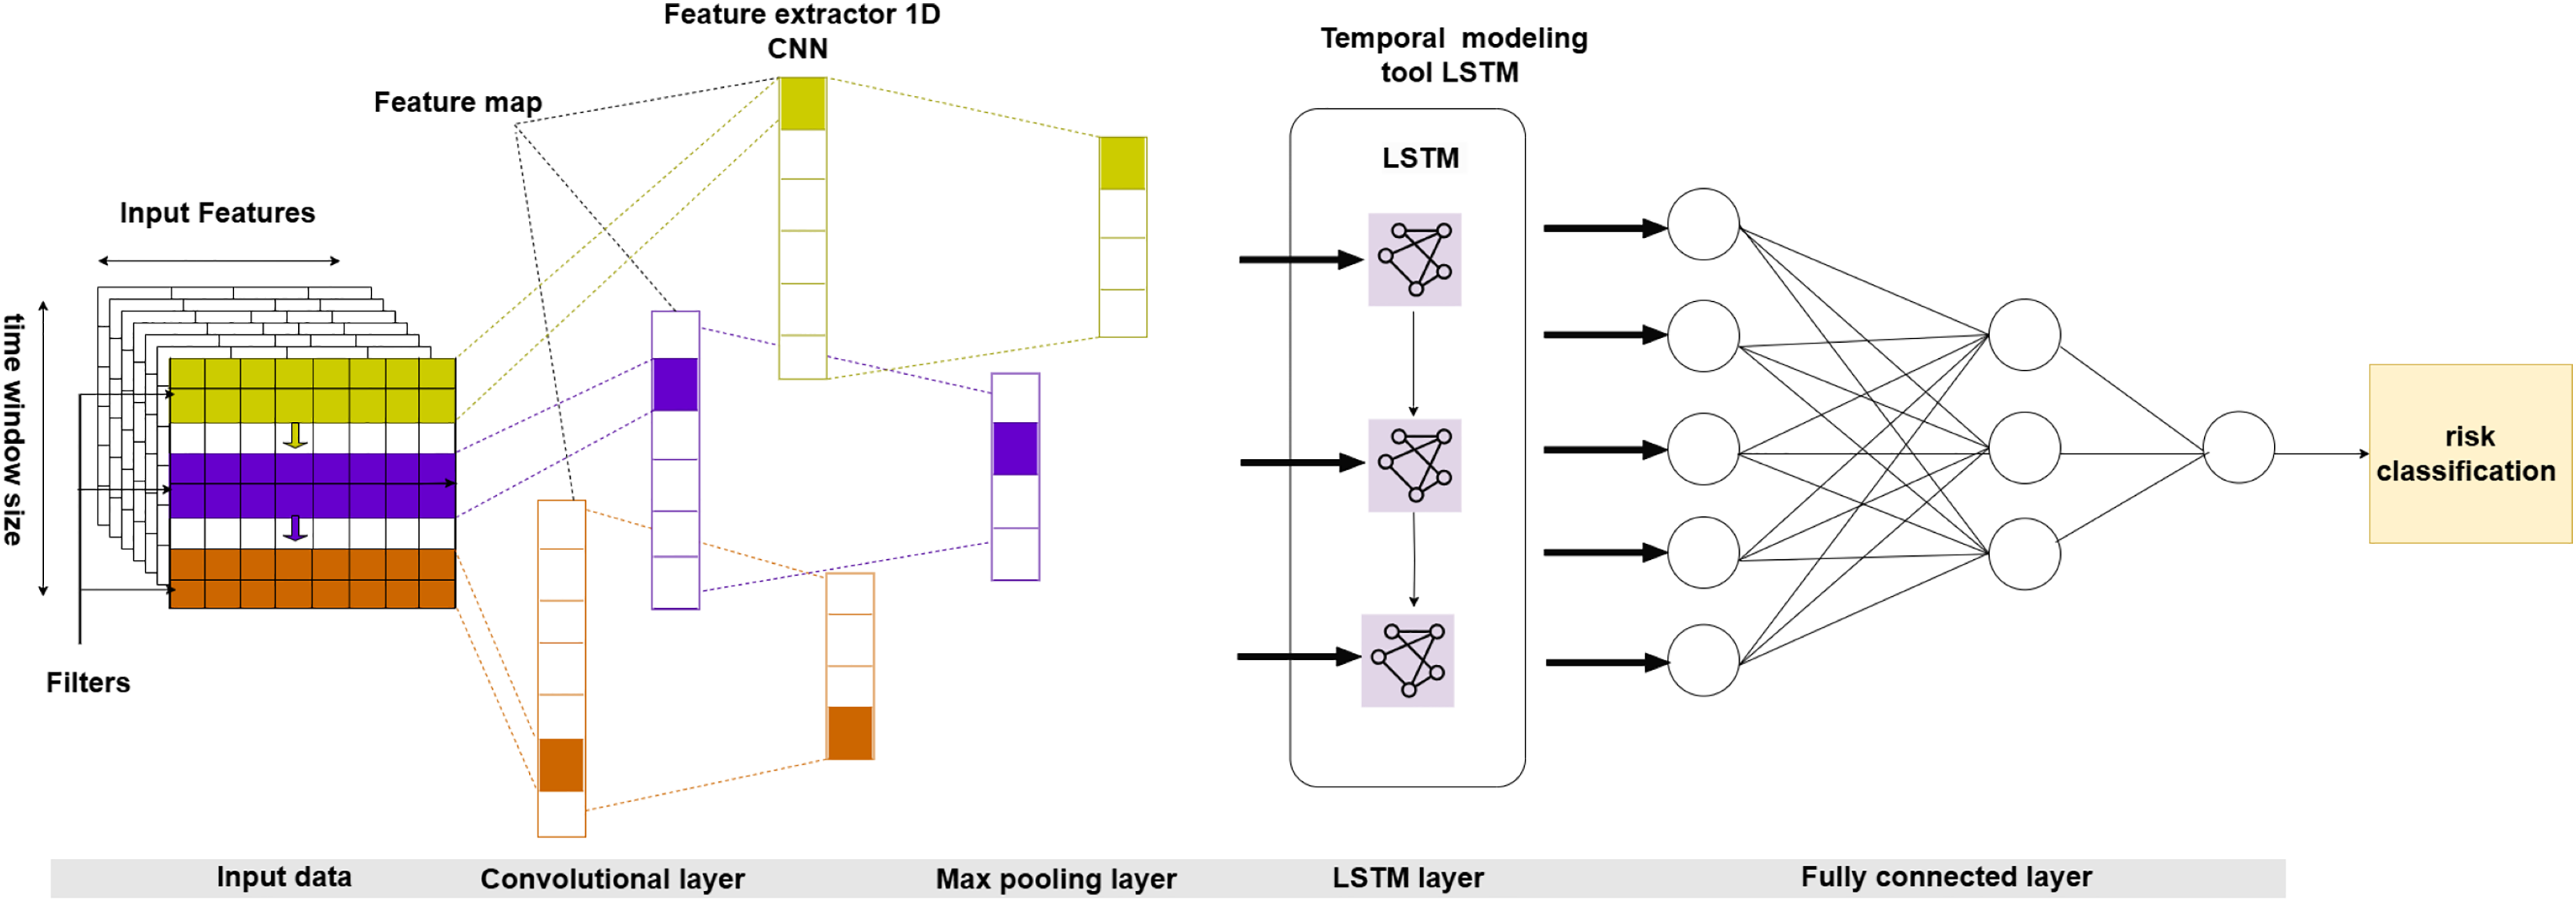 Feature extractor 1D
CNN
Temporal modeling
tool LSTM
Feature map
LSTM
Input Features
time window size
risk
classification
Filters
Input data
Convolutional layer
Max pooling layer
LSTM layer
Fully connected layer